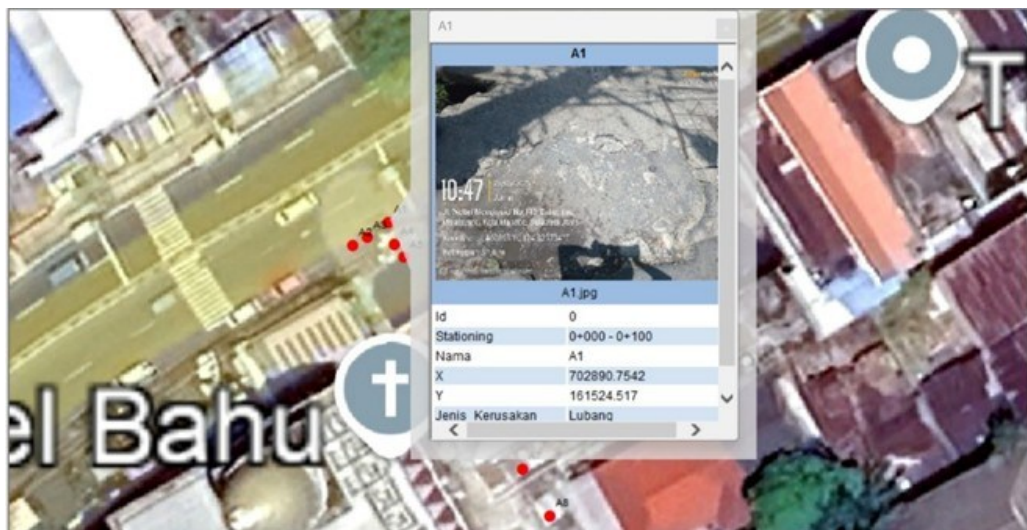 A1
A1
10:47
A1.jpg
Id 0
Stationing 0+000 - 0+100
Nama A1
X 702890.7542
Y 161524.517
Jenis Kerusakan Lubang
el Bahu
T
A8